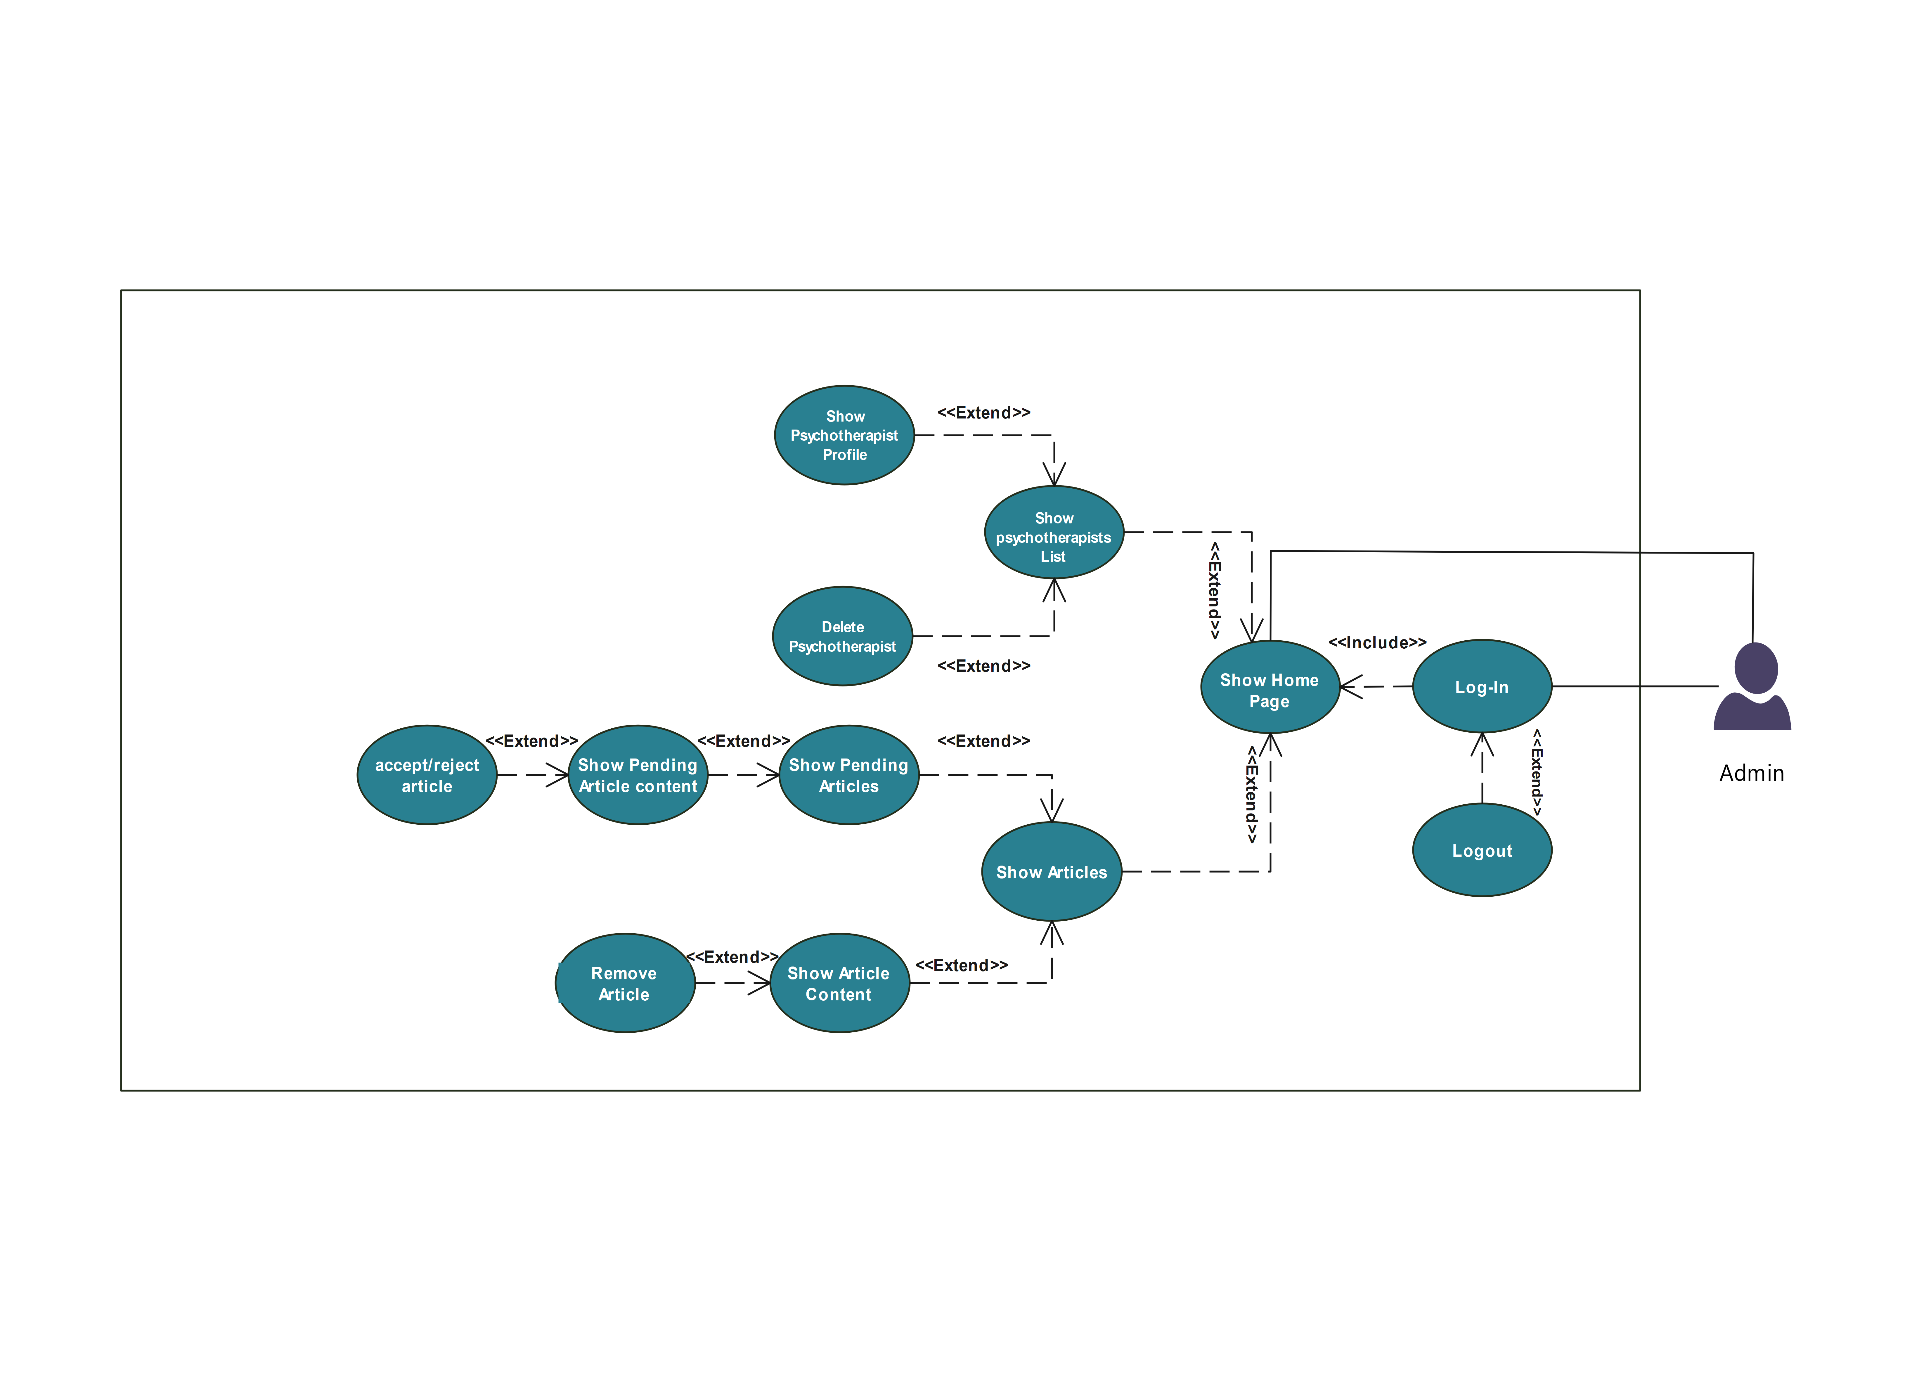 Show
Psychotherapist
Profile
<<Extend>>
Show
psychotherapists
List
<<Extend>>
Delete
Psychotherapist
<<Extend>>
Show Home
Page
<<Include>>
Log-In
<<Extend>>
Logout
Admin
accept/reject
article
<<Extend>>
Show Pending
Article content
<<Extend>>
Show Pending
Articles
<<Extend>>
Show Articles
<<Extend>>
Remove
Article
<<Extend>>
Show Article
Content
<<Extend>>